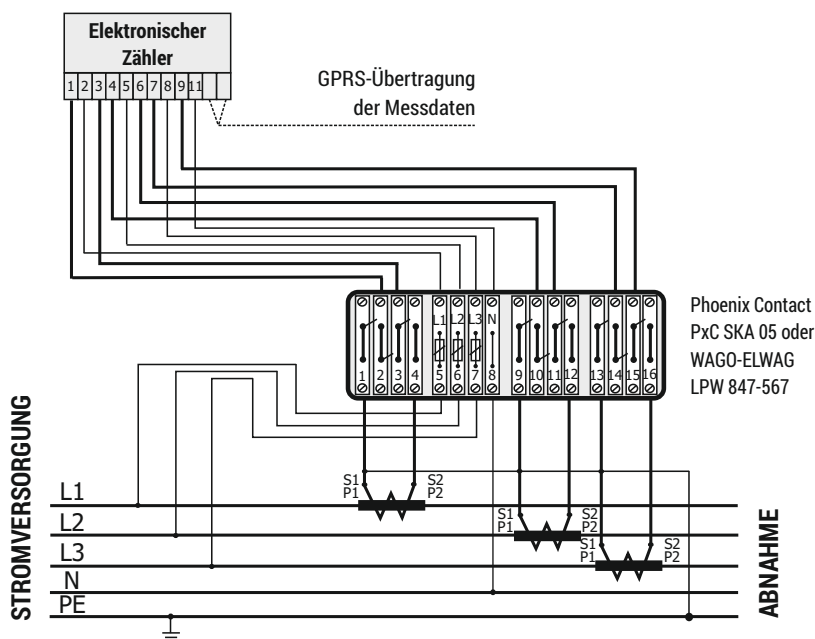 Elektronischer
Zähler
1 2 3 4 5 6 7 8 9 11
GPRS-Übertragung
der Messdaten
L1 L2 L3 N
1 2 3 4 5 6 7 8 9 10 11 12 13 14 15 16
Phoenix Contact
PxC SKA 05 oder
WAGO-ELWAG
LPW 847-567
STROMVERSORGUNG
L1
L2
L3
N
PE
S1 S2
P1 P2
S1 S2
P1 P2
S1 S2
P1 P2
ABNAHME